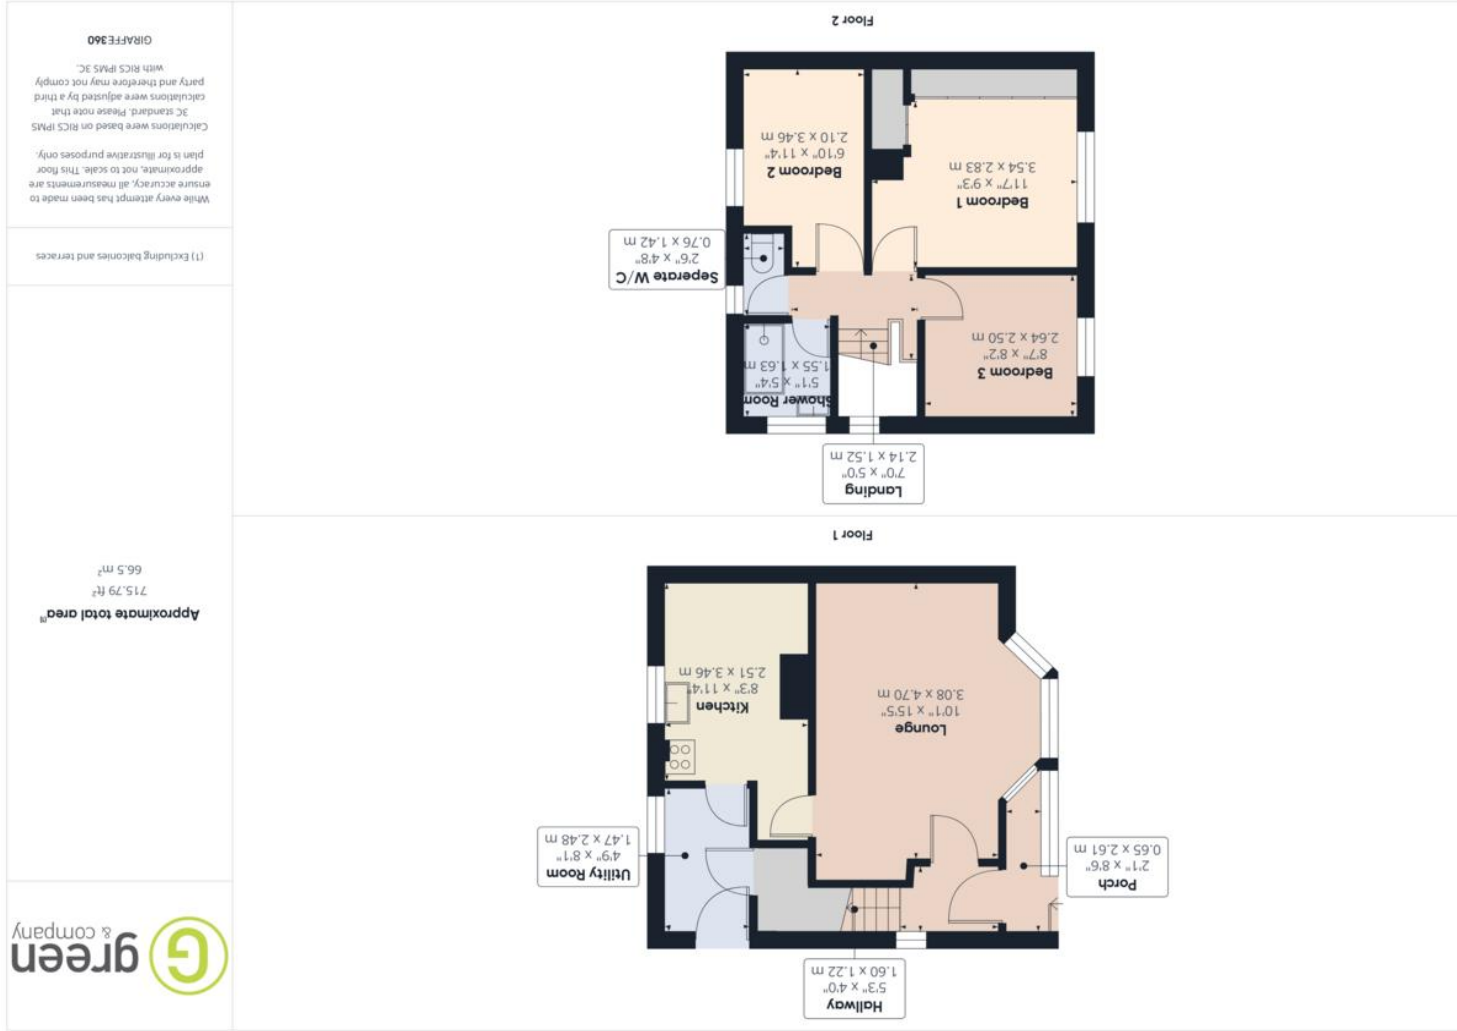 green
& company
G
Hallway
5'3" x 4'0"
1.60 x 1.22 m
Porch
2'1" x 8'6"
0.65 x 2.61 m
Utility Room
4'9" x 8'1"
1.47 x 2.48 m
Lounge
10'1" x 15'5"
3.08 x 4.70 m
Kitchen
8'3" x 11'4"
2.51 x 3.46 m
Floor 1
Approximate total area(1)
715.79 ft²
66.5 m²
Landing
7'0" x 5'0"
2.14 x 1.52 m
Bedroom 3
8'7" x 8'2"
2.64 x 2.50 m
Shower Room
5'1" x 5'4"
1.55 x 1.63 m
Seperate W/C
2'6" x 4'8"
0.76 x 1.42 m
Bedroom 1
11'7" x 9'3"
3.54 x 2.83 m
Bedroom 2
6'10" x 11'4"
2.10 x 3.46 m
Floor 2
(1) Excluding balconies and terraces
While every attempt has been made to
ensure accuracy, all measurements are
approximate, not to scale. This floor
plan is for illustrative purposes only.
Calculations were based on RICS IPMS
3C standard. Please note that
calculations were adjusted by a third
party and therefore may not comply
with RICS IPMS 3C.
GIRAFFE360